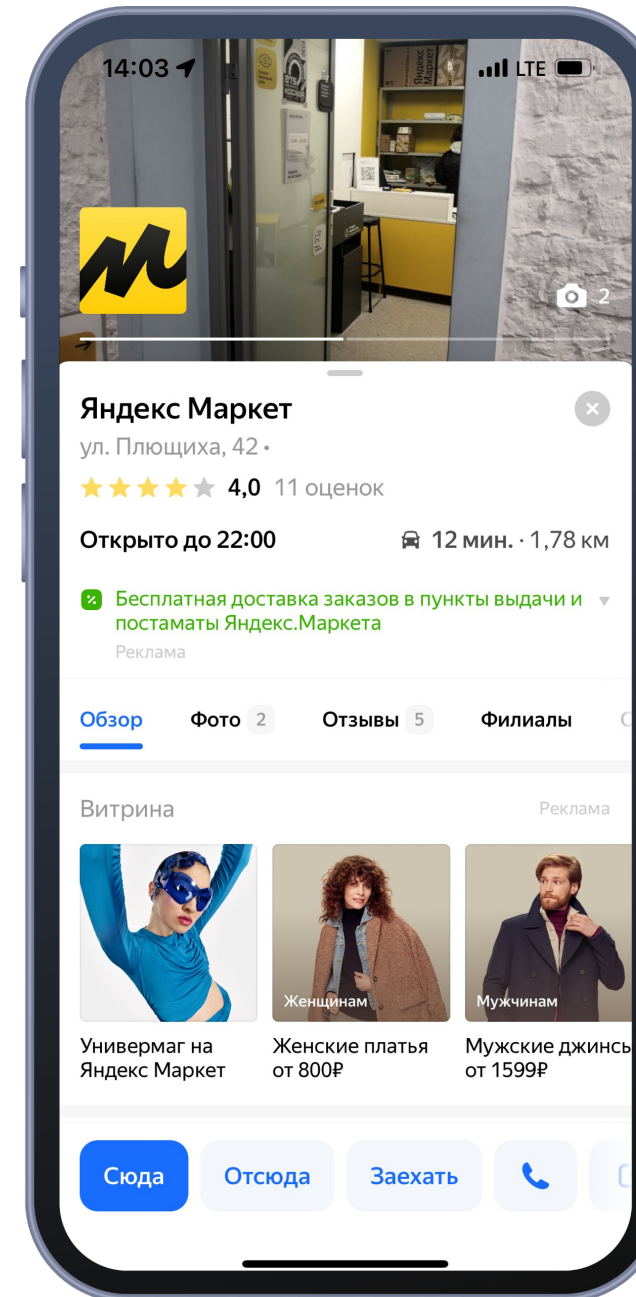 14:03
LTE
Яндекс
Маркет
2
Яндекс Маркет
ул. Плющиха, 42 •
4,0 11 оценок
Открыто до 22:00 12 мин. · 1,78 км
Бесплатная доставка заказов в пункты выдачи и
постаматы Яндекс.Маркета
Реклама
Обзор Фото 2 Отзывы 5 Филиалы
Витрина Реклама
Женщинам Мужчинам
Универмаг на Женские платья Мужские джинсы
Яндекс Маркет от 800₽ от 1599₽
Сюда Отсюда Заехать